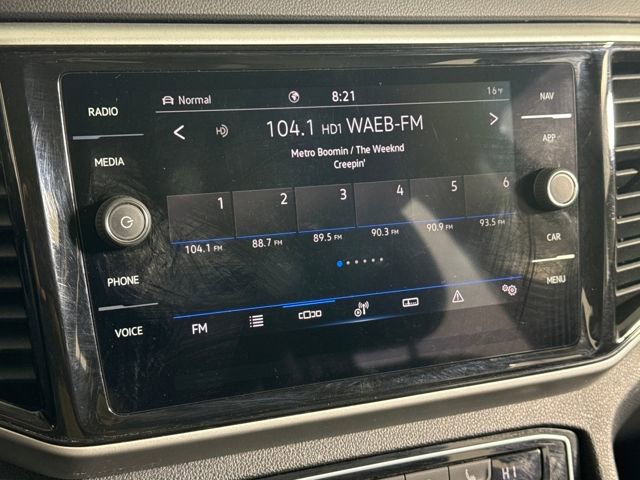 RADIO
Normal
8:21
16°F
NAV
104.1 HD1 WAEB-FM
APP
MEDIA
Metro Boomin / The Weeknd
Creepin'
1 2 3 4 5 6
104.1 FM 88.7 FM 89.5 FM 90.3 FM 90.9 FM 93.5 FM
CAR
PHONE
MENU
VOICE
FM
HI